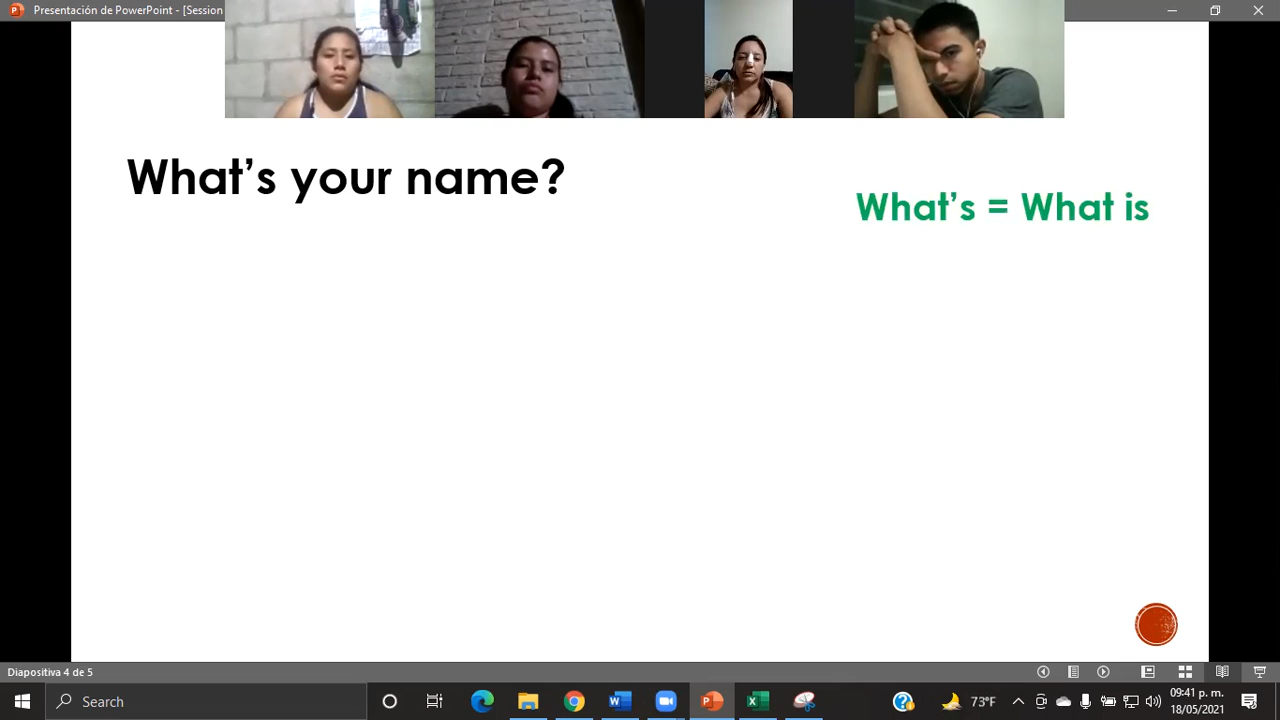 Presentación de PowerPoint - [Session
What's your name?
What's = What is
Diapositiva 4 de 5
Search
73°F
09:41 p. m.
18/05/2021